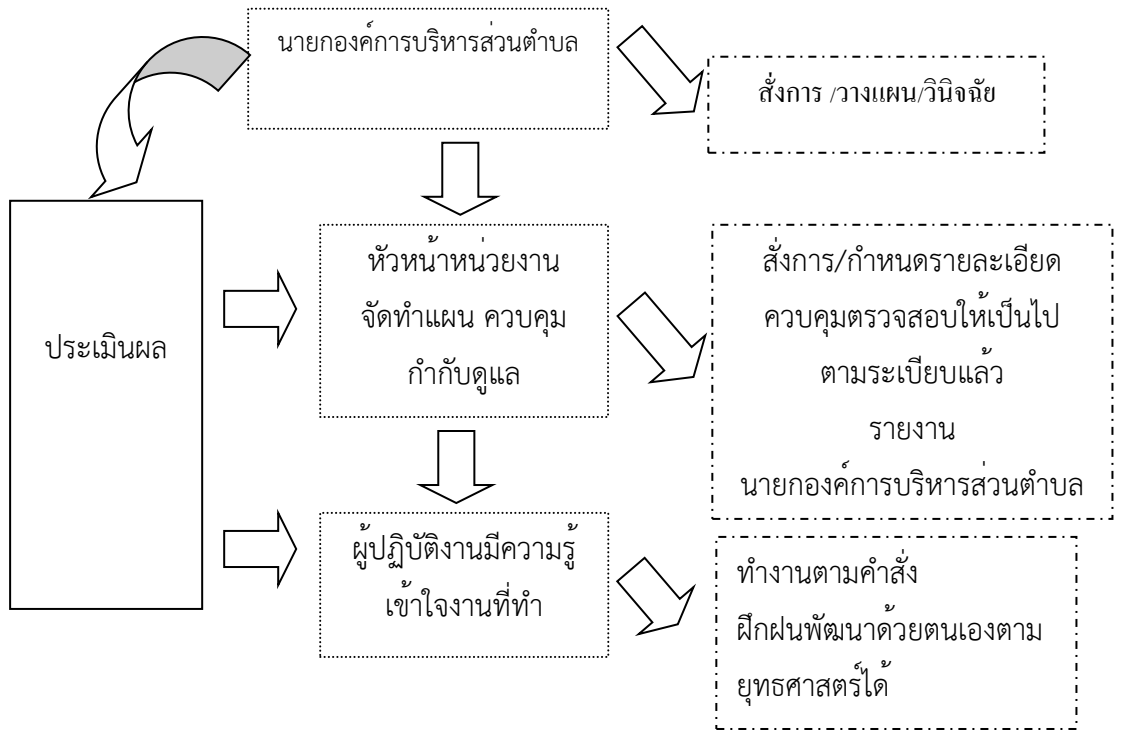 นายกองค์การบริหารส่วนตำบล
สั่งการ /วางแผน/วินิจฉัย
ประเมินผล
หัวหน้าหน่วยงาน
จัดทำแผน ควบคุม
กำกับดูแล
สั่งการ/กำหนดรายละเอียด
ควบคุมตรวจสอบให้เป็นไป
ตามระเบียบแล้ว
รายงาน
นายกองค์การบริหารส่วนตำบล
ผู้ปฏิบัติงานมีความรู้
เข้าใจงานที่ทำ
ทำงานตามคำสั่ง
ฝึกฝนพัฒนาด้วยตนเองตาม
ยุทธศาสตร์ได้